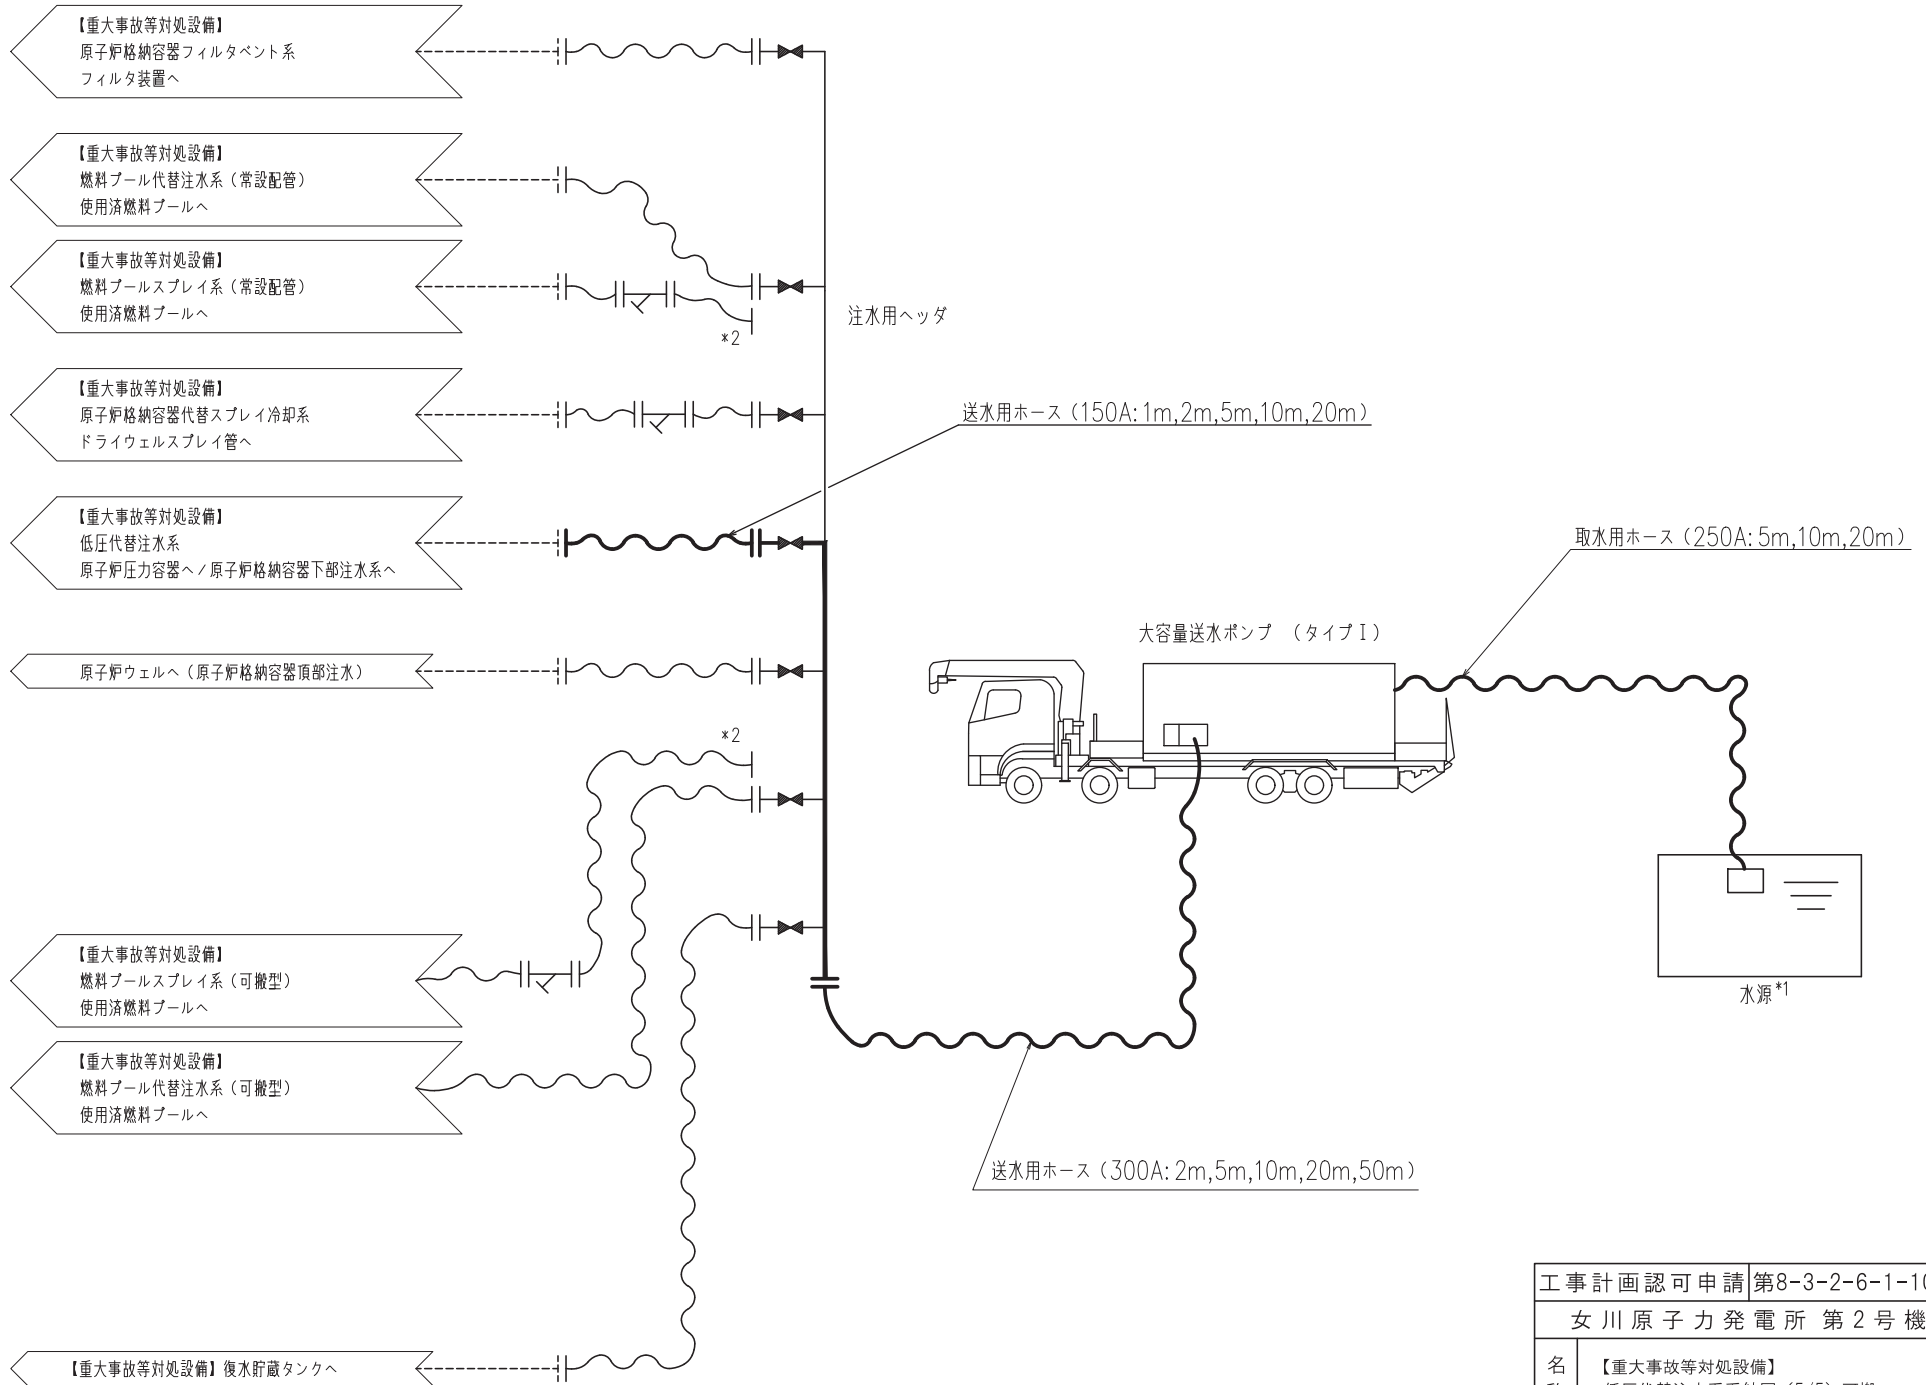 【重大事故等対処設備】
原子炉格納容器フィルタベント系
フィルタ装置へ
【重大事故等対処設備】
燃料プール代替注水系（常設配管）
使用済燃料プールへ
【重大事故等対処設備】
燃料プールスプレイ系（常設配管）
使用済燃料プールへ
*2
注水用ヘッダ
【重大事故等対処設備】
原子炉格納容器代替スプレイ冷却系
ドライウェルスプレイ管へ
送水用ホース（150A:1m,2m,5m,10m,20m）
【重大事故等対処設備】
低圧代替注水系
原子炉圧力容器へ／原子炉格納容器下部注水系へ
取水用ホース（250A:5m,10m,20m）
大容量送水ポンプ （タイプⅠ）
原子炉ウェルへ（原子炉格納容器頂部注水）
*2
【重大事故等対処設備】
燃料プールスプレイ系（可搬型）
使用済燃料プールへ
水源*1
【重大事故等対処設備】
燃料プール代替注水系（可搬型）
使用済燃料プールへ
送水用ホース（300A:2m,5m,10m,20m,50m）
【重大事故等対処設備】復水貯蔵タンクへ
工事計画認可申請 第8-3-2-6-1-10
女川原子力発電所 第2号機
名
【重大事故等対処設備】